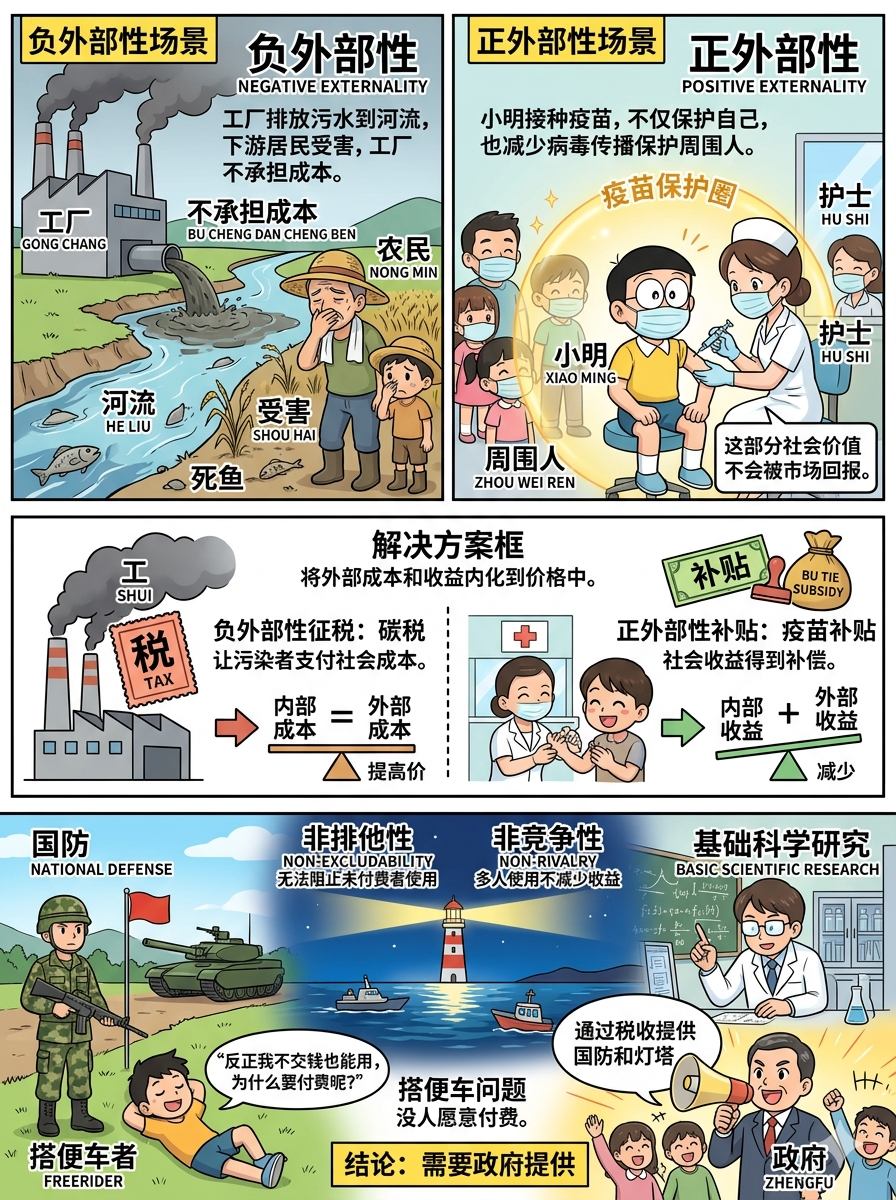 负外部性场景
负外部性
NEGATIVE EXTERNALITY
工厂排放污水到河流，
下游居民受害，工厂
不承担成本。
工厂
GONG CHANG
不承担成本
BU CHENG DAN CHENG BEN
农民
NONG MIN
河流
HE LIU
受害
SHOU HAI
死鱼
正外部性场景
正外部性
POSITIVE EXTERNALITY
小明接种疫苗，不仅保护自己，
也减少病毒传播保护周围人。
疫苗保护圈
护士
HU SHI
小明
XIAO MING
护士
HU SHI
周围人
ZHOU WEI REN
这部分社会价值
不会被市场回报。
解决方案框
将外部成本和收益内化到价格中。
工
SHUI
税
TAX
负外部性征税：碳税
让污染者支付社会成本。
内部
成本
=
外部
成本
提高价
补贴
BU TIE
SUBSIDY
正外部性补贴：疫苗补贴
社会收益得到补偿。
内部
收益
+
外部
收益
减少
国防
NATIONAL DEFENSE
非排他性
NON-EXCLUDABILITY
无法阻止未付费者使用
非竞争性
NON-RIVALRY
多人使用不减少收益
基础科学研究
BASIC SCIENTIFIC RESEARCH
“反正我不交钱也能用，
为什么要付费呢？”
搭便车者
FREERIDER
搭便车问题
没人愿意付费。
结论：需要政府提供
通过税收提供
国防和灯塔
政府
ZHENGFU